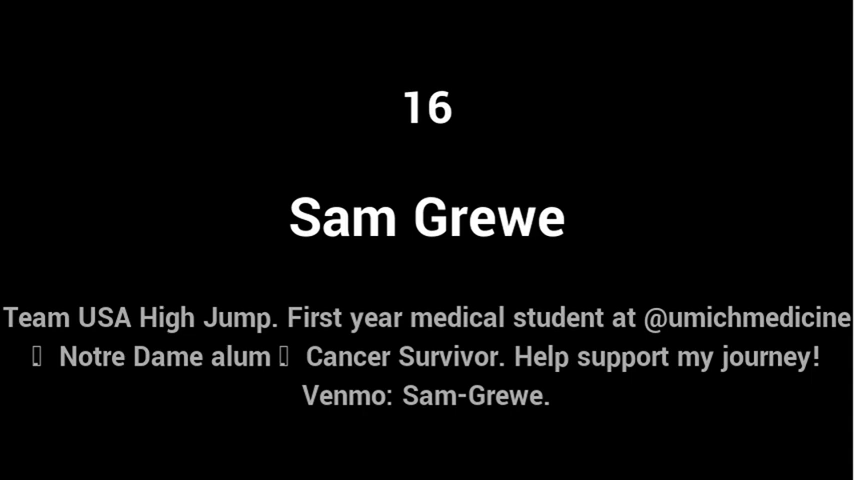 16
Sam Grewe
Team USA High Jump. First year medical student at @umichmedicine
Notre Dame alum Cancer Survivor. Help support my journey!
Venmo: Sam-Grewe.